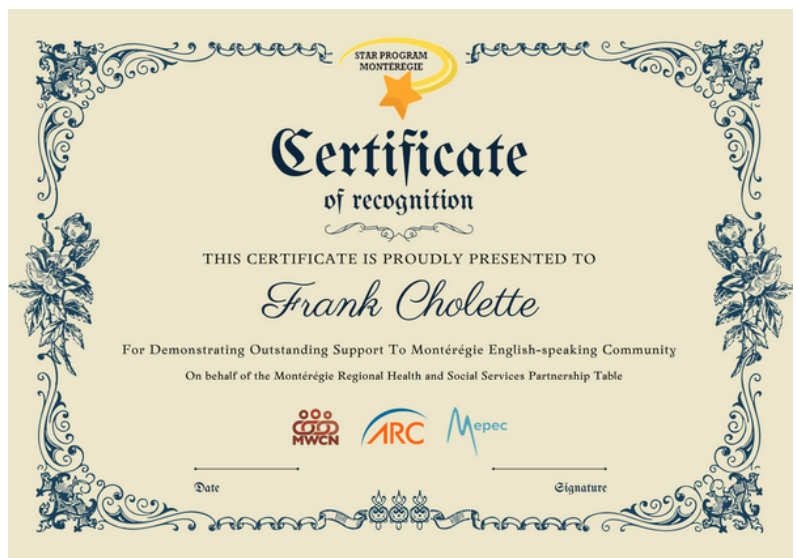 STAR PROGRAM
MONTEREGIE
Certificate
of recognition
THIS CERTIFICATE IS PROUDLY PRESENTED TO
Frank Cholette
For Demonstrating Outstanding Support To Montérégie English-speaking Community
On behalf of the Montérégie Regional Health and Social Services Partnership Table
MWCN
ARC
Mepec
Date
Signature